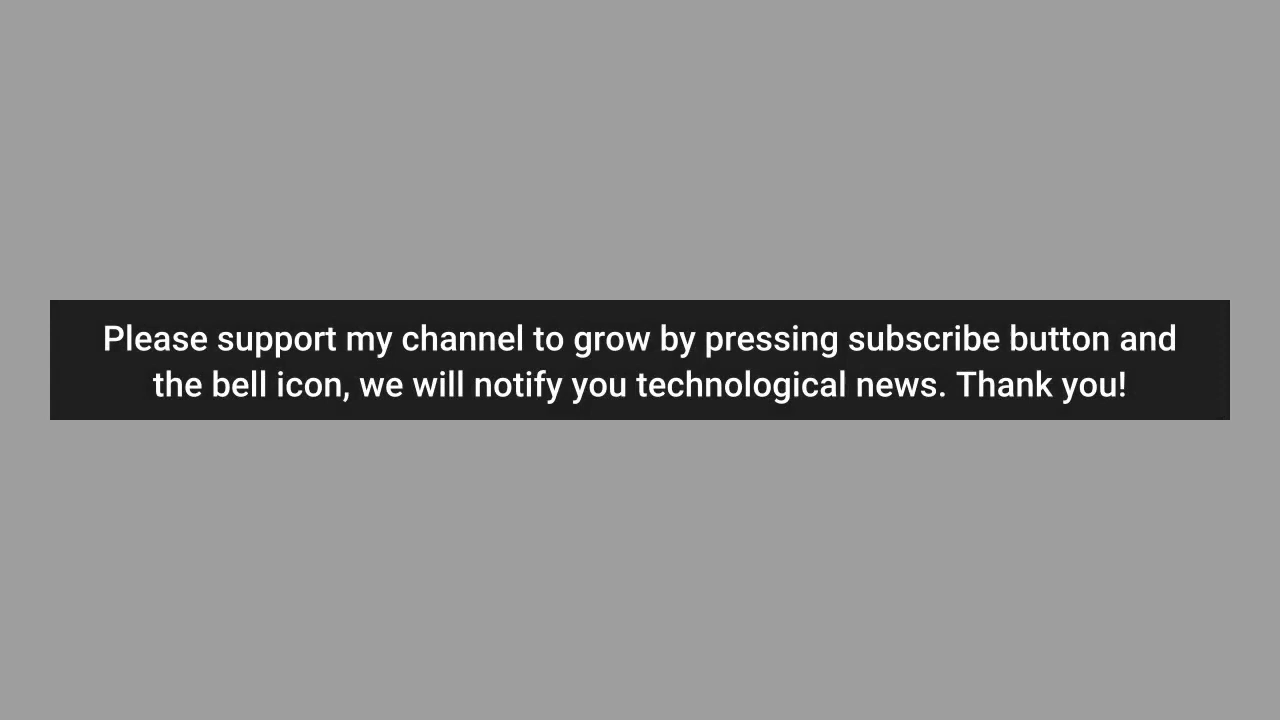 Please support my channel to grow by pressing subscribe button and
the bell icon, we will notify you technological news. Thank you!